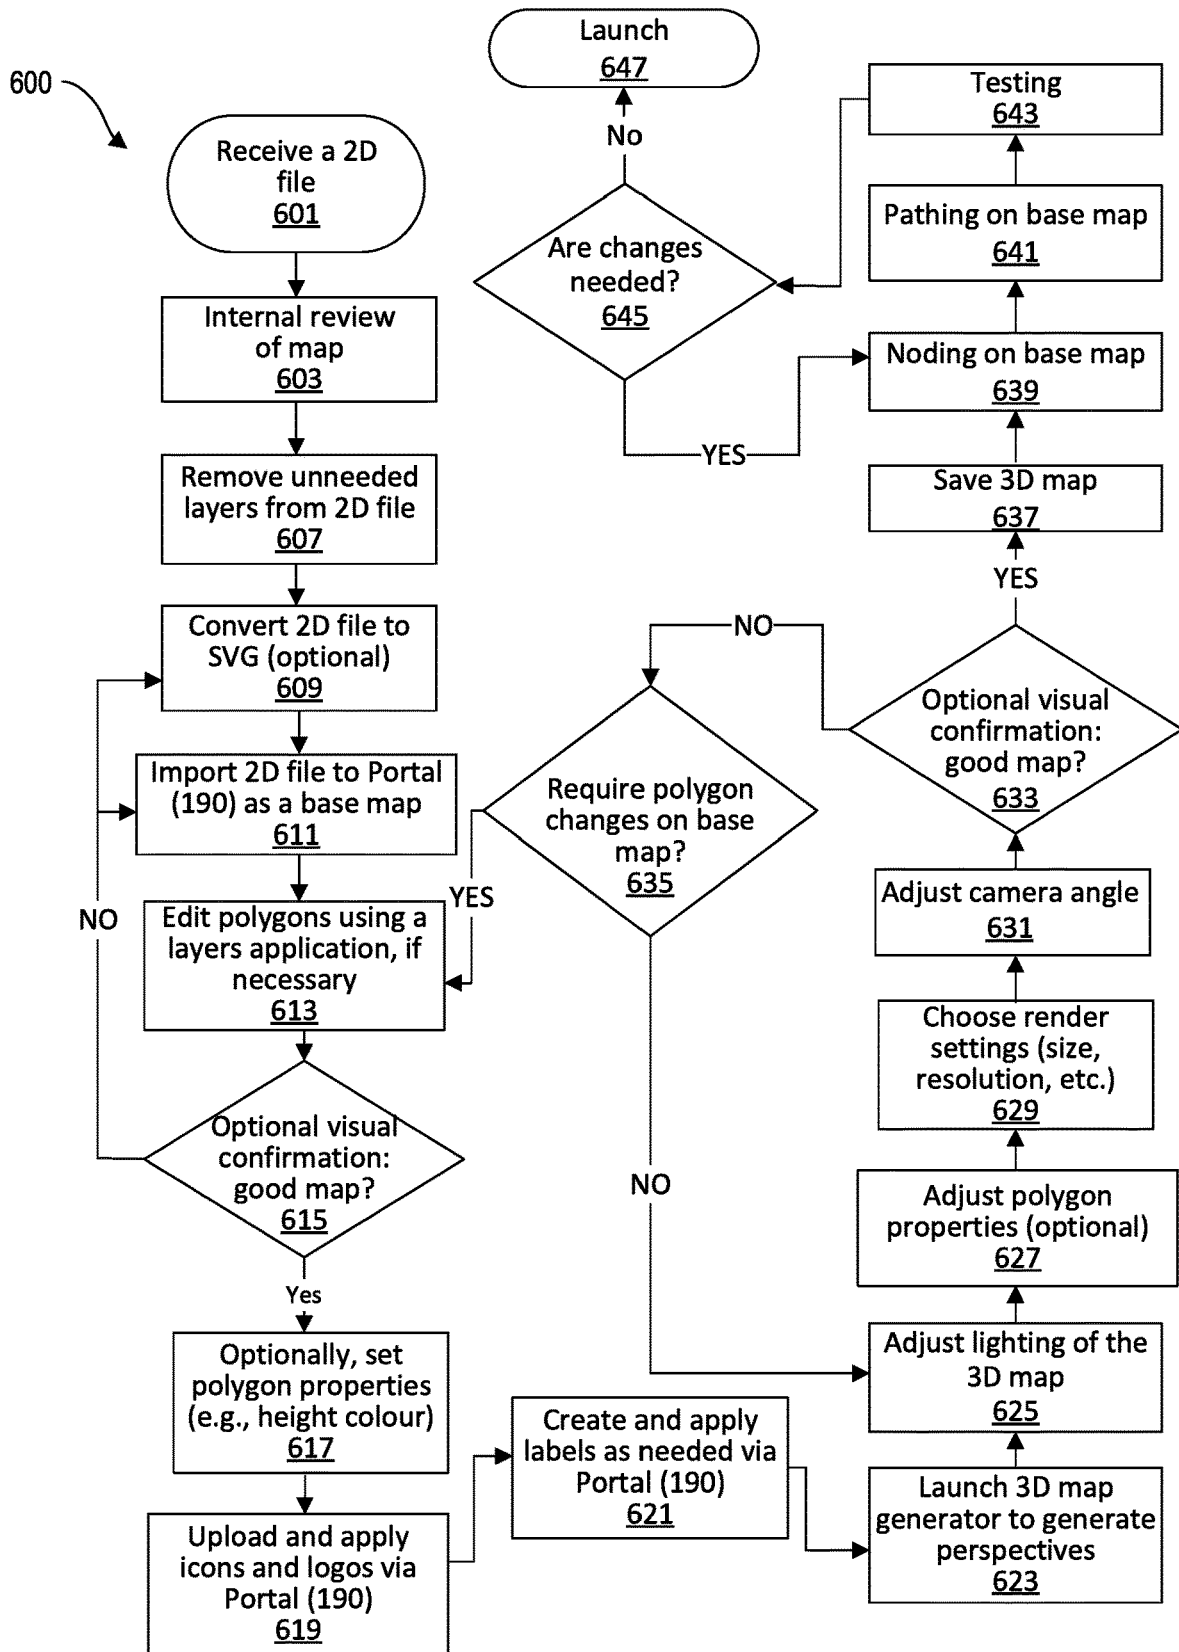 600
Receive a 2D
file
601
Internal review
of map
603
Remove unneeded
layers from 2D file
607
Convert 2D file to
SVG (optional)
609
Import 2D file to Portal
(190) as a base map
611
Edit polygons using a
layers application, if
necessary
613
NO
Optional visual
confirmation:
good map?
615
Yes
Optionally, set
polygon properties
(e.g., height colour)
617
Upload and apply
icons and logos via
Portal (190)
619
Create and apply
labels as needed via
Portal (190)
621
Launch 3D map
generator to generate
perspectives
623
Adjust lighting of the
3D map
625
Adjust polygon
properties (optional)
627
Choose render
settings (size,
resolution, etc.)
629
Adjust camera angle
631
Optional visual
confirmation:
good map?
633
NO
Require polygon
changes on base
map?
635
YES
NO
YES
Save 3D map
637
Noding on base map
639
Pathing on base map
641
Testing
643
Are changes
needed?
645
YES
No
Launch
647